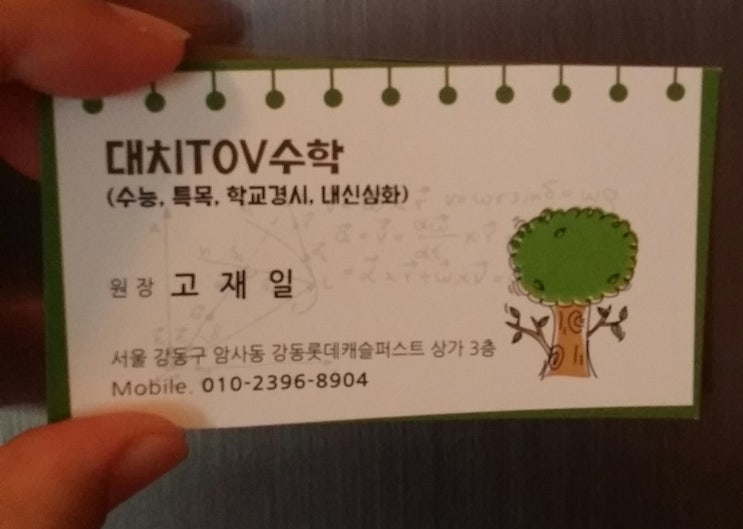 대치TOV수학
(수능, 특목, 학교경시, 내신심화)
원장 고 재 일
서울 강동구 암사동 강동롯데캐슬퍼스트 상가 3층
Mobile. 010-2396-8904